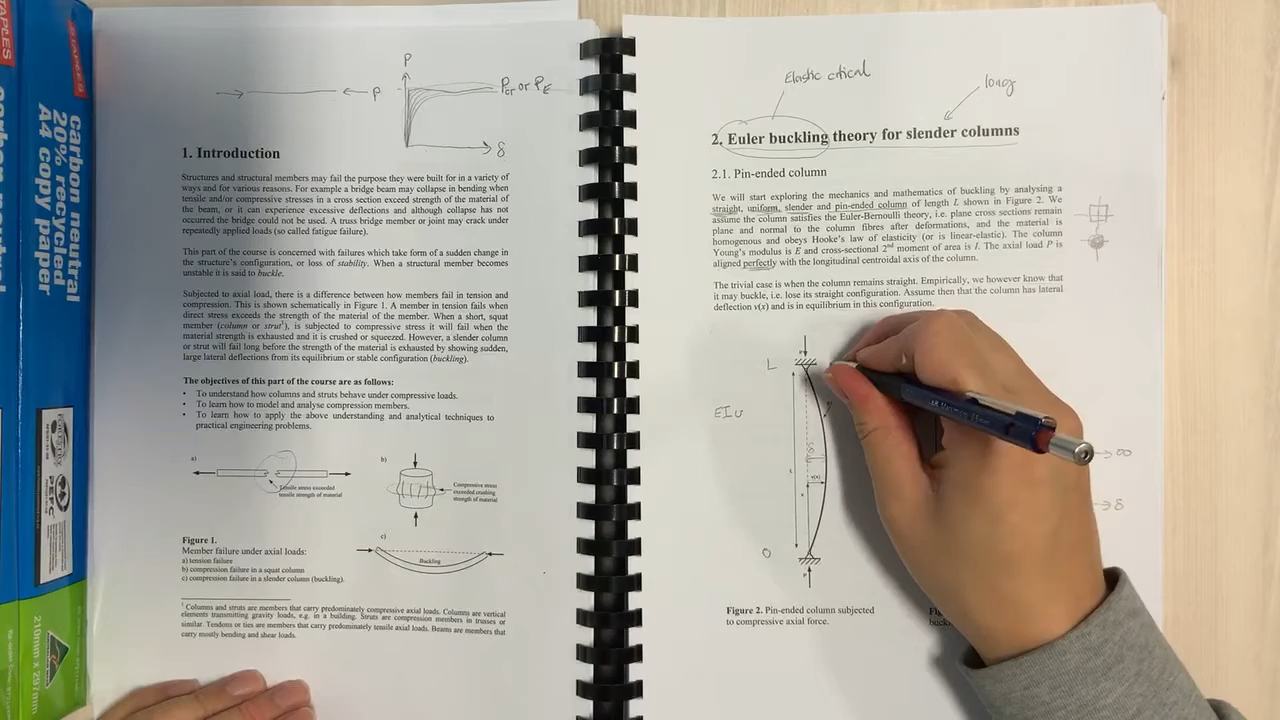 STAPLES
STAPLES
carbon neutral
20% recycled
A4 copy paper
PEFC
210mm x 297mm
P
P
Pcr or PE
δ
1. Introduction
Structures and structural members may fail the purpose they were built for in a variety of
ways and for various reasons. For example a bridge beam may collapse in bending when
tensile and/or compressive stresses in a cross section exceed strength of the material of
the beam, or it can experience excessive deflections and although collapse has not
occurred the bridge could not be used. A truss bridge member or joint may crack under
repeatedly applied loads (so called fatigue failure).
This part of the course is concerned with failures which take form of a sudden change in
the structure's configuration, or loss of stability. When a structural member becomes
unstable it is said to buckle.
Subjected to axial load, there is a difference between how members fail in tension and
compression. This is shown schematically in Figure 1. A member in tension fails when
direct stress exceeds the strength of the material of the member. When a short, squat
member (column or strut¹), is subjected to compressive stress it will fail when the
material strength is exhausted and it is crushed or squeezed. However, a slender column
or strut will fail long before the strength of the material is exhausted by showing sudden,
large lateral deflections from its equilibrium or stable configuration (buckling).
The objectives of this part of the course are as follows:
• To understand how columns and struts behave under compressive loads.
• To learn how to model and analyse compression members.
• To learn how to apply the above understanding and analytical techniques to
practical engineering problems.
a)
Tensile stress exceeded
tensile strength of material
b)
Compressive stress
exceeded crushing
strength of material
c)
Buckling
Figure 1.
Member failure under axial loads:
a) tension failure
b) compression failure in a squat column
c) compression failure in a slender column (buckling).
¹ Columns and struts are members that carry predominately compressive axial loads. Columns are vertical
elements transmitting gravity loads, e.g. in a building. Struts are compression members in trusses or
similar. Tendons or ties are members that carry predominately tensile axial loads. Beams are members that
carry mostly bending and shear loads.
Elastic critical
long
2. Euler buckling theory for slender columns
2.1. Pin-ended column
We will start exploring the mechanics and mathematics of buckling by analysing a
straight, uniform, slender and pin-ended column of length L shown in Figure 2. We
assume the column satisfies the Euler-Bernoulli theory, i.e. plane cross sections remain
plane and normal to the column fibres after deformations, and the material is
homogenous and obeys Hooke's law of elasticity (or is linear-elastic). The column
Young's modulus is E and cross-sectional 2nd moment of area is I. The axial load P is
aligned perfectly with the longitudinal centroidal axis of the column.
The trivial case is when the column remains straight. Empirically, we however know that
it may buckle, i.e. lose its straight configuration. Assume then that the column has lateral
deflection v(x) and is in equilibrium in this configuration.
L
EI
δ
L
v(x)
x
0
P
∞
δ
Figure 2. Pin-ended column subjected
to compressive axial force.